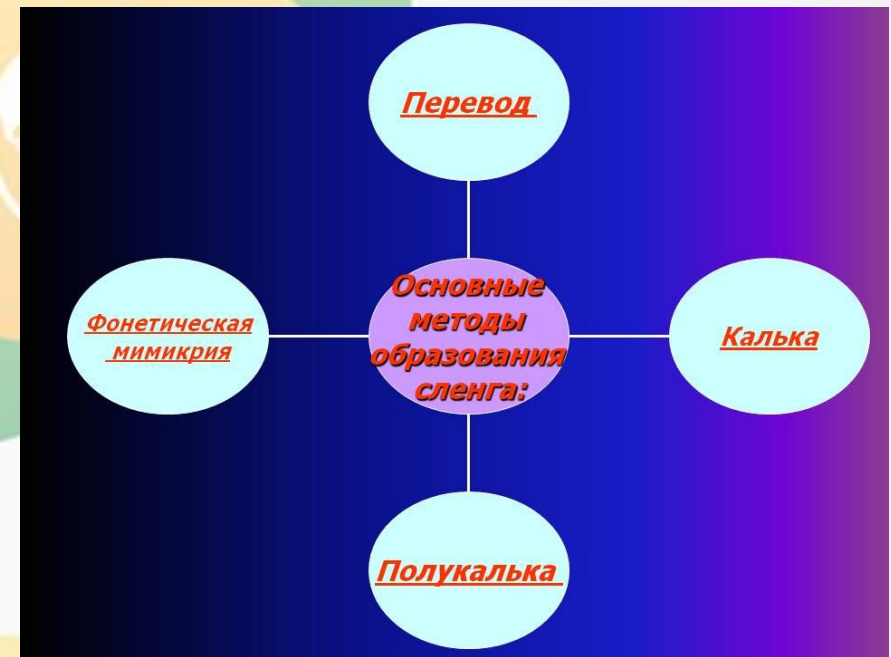 Перевод
Основные
методы
образования
сленга:
Фонетическая
мимикрия
Калька
Полукалька